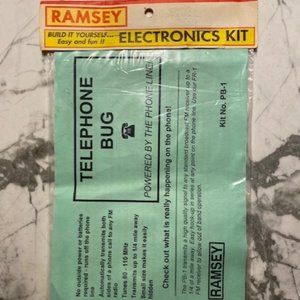 RAMSEY
BUILD IT YOURSELF...
Easy and fun !!
ELECTRONICS KIT
TELEPHONE
BUG
POWERED BY THE PHONE LINE!
Check out what is really happening on the phone!
Kit No. PB-1
RAMSEY
No outside power or batteries
required - runs off the phone
line
Automatically transmits both
sides of a phone call to any FM
radio
Tunes 80 - 110 MHz
Transmits up to 1/4 mile away
Small size makes it easily
hidden